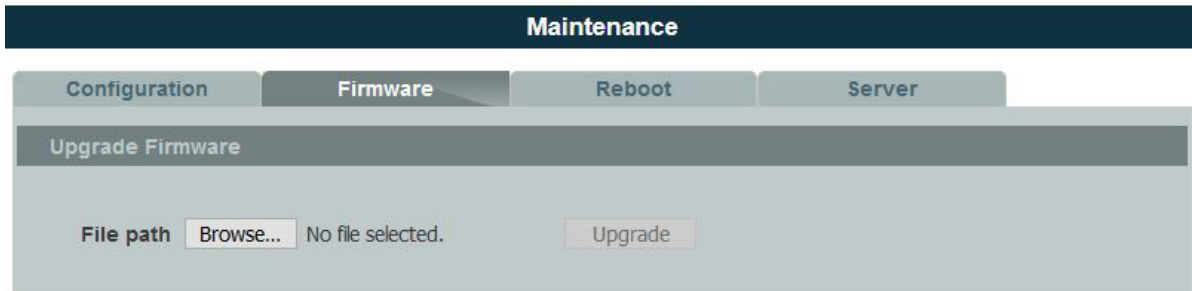 Maintenance
Configuration Firmware Reboot Server
Upgrade Firmware
File path Browse... No file selected. Upgrade